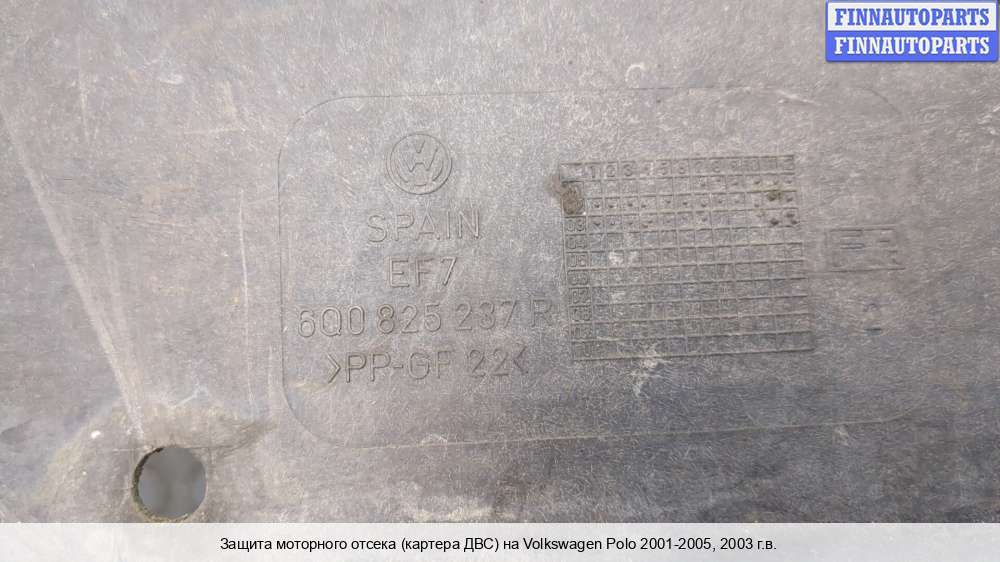 FINNAUTOPARTS
FINNAUTOPARTS
SPAIN
EF7
6Q0 825 237 R
>PP-GF 22<
Защита моторного отсека (картера ДВС) на Volkswagen Polo 2001-2005, 2003 г.в.